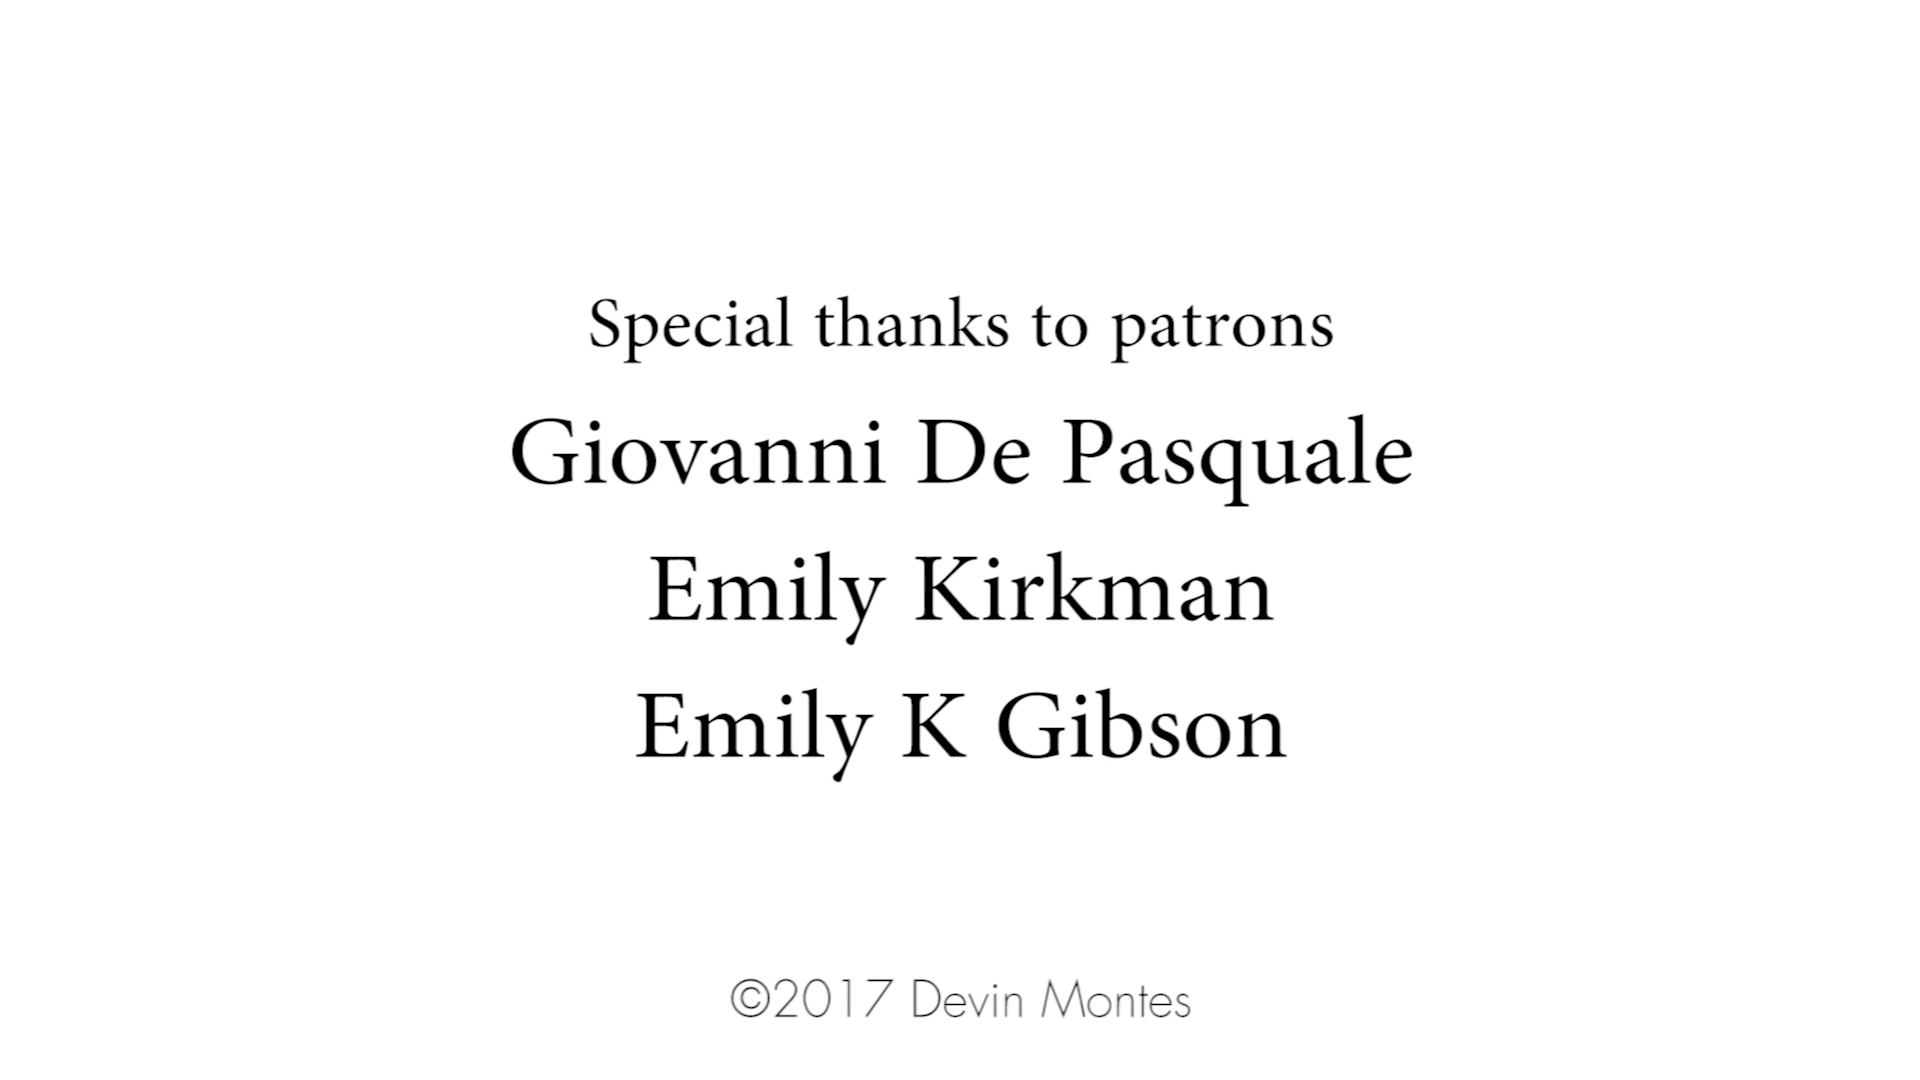 Special thanks to patrons
Giovanni De Pasquale
Emily Kirkman
Emily K Gibson
©2017 Devin Montes